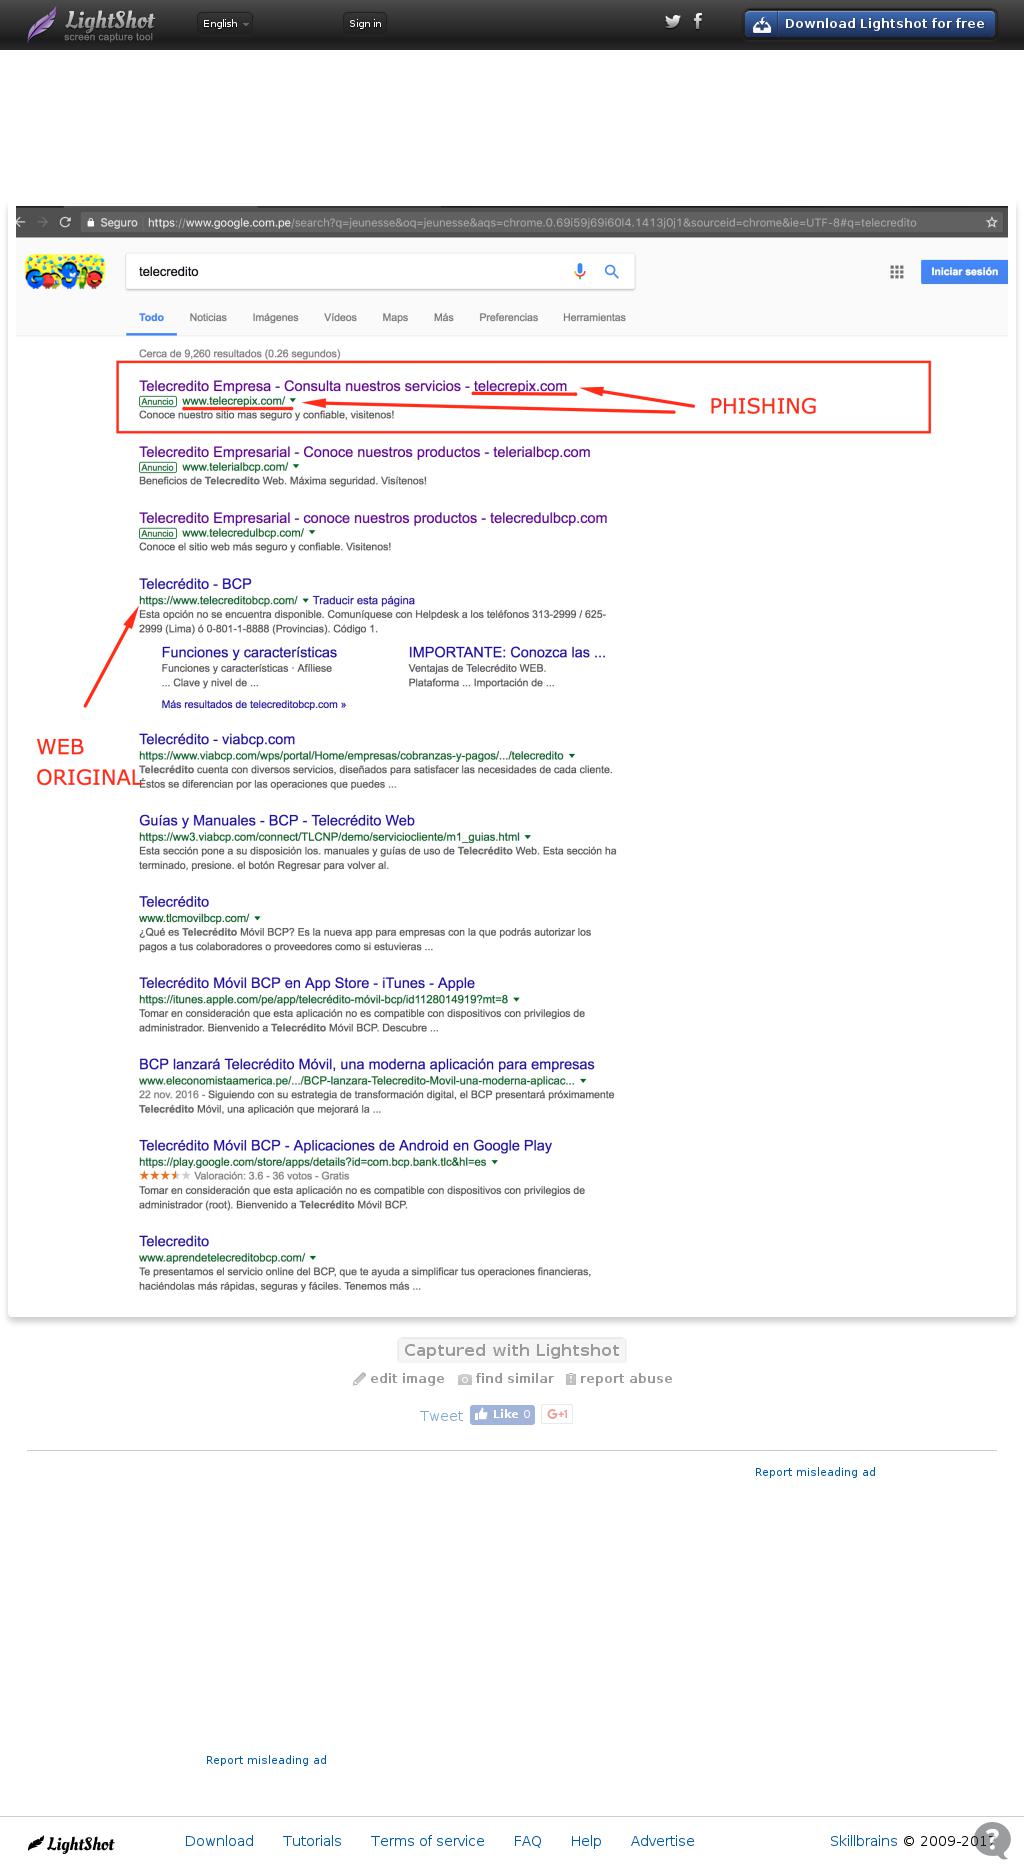 LightShot
screen capture tool
English
Sign in
Download Lightshot for free
Seguro https://www.google.com.pe/search?q=jeunesse&oq=jeunesse&aqs=chrome.0.69i59j69i60l4.1413j0j1&sourceid=chrome&ie=UTF-8#q=telecredito
telecredito
Iniciar sesión
Todo Noticias Imágenes Vídeos Maps Más Preferencias Herramientas
Cerca de 9,260 resultados (0.26 segundos)
Telecredito Empresa - Consulta nuestros servicios - telecrepix.com
Anuncio www.telecrepix.com/
Conoce nuestro sitio mas seguro y confiable, visitenos!
PHISHING
Telecredito Empresarial - Conoce nuestros productos - telerialbcp.com
Anuncio www.telerialbcp.com/
Beneficios de Telecredito Web. Máxima seguridad. Visítenos!
Telecredito Empresarial - conoce nuestros productos - telecredulbcp.com
Anuncio www.telecredulbcp.com/
Conoce el sitio web más seguro y confiable. Visitenos!
Telecrédito - BCP
https://www.telecreditobcp.com/ Traducir esta página
Esta opción no se encuentra disponible. Comuníquese con Helpdesk a los teléfonos 313-2999 / 625-
2999 (Lima) ó 0-801-1-8888 (Provincias). Código 1.
Funciones y características
Funciones y características · Afíliese
... Clave y nivel de ...
IMPORTANTE: Conozca las ...
Ventajas de Telecrédito WEB.
Plataforma ... Importación de ...
Más resultados de telecreditobcp.com »
WEB
ORIGINAL
Telecrédito - viabcp.com
https://www.viabcp.com/wps/portal/Home/empresas/cobranzas-y-pagos/.../telecredito
Telecrédito cuenta con diversos servicios, diseñados para satisfacer las necesidades de cada cliente.
Éstos se diferencian por las operaciones que puedes ...
Guías y Manuales - BCP - Telecrédito Web
https://ww3.viabcp.com/connect/TLCNP/demo/serviciocliente/m1_guias.html
Esta sección pone a su disposición los. manuales y guías de uso de Telecrédito Web. Esta sección ha
terminado, presione. el botón Regresar para volver al.
Telecrédito
www.tlcmovilbcp.com/
¿Qué es Telecrédito Móvil BCP? Es la nueva app para empresas con la que podrás autorizar los
pagos a tus colaboradores o proveedores como si estuvieras ...
Telecrédito Móvil BCP en App Store - iTunes - Apple
https://itunes.apple.com/pe/app/telecrédito-móvil-bcp/id1128014919?mt=8
Tomar en consideración que esta aplicación no es compatible con dispositivos con privilegios de
administrador. Bienvenido a Telecrédito Móvil BCP. Descubre ...
BCP lanzará Telecrédito Móvil, una moderna aplicación para empresas
www.eleconomistaamerica.pe/.../BCP-lanzara-Telecredito-Movil-una-moderna-aplicac...
22 nov. 2016 - Siguiendo con su estrategia de transformación digital, el BCP presentará próximamente
Telecrédito Móvil, una aplicación que mejorará la ...
Telecrédito Móvil BCP - Aplicaciones de Android en Google Play
https://play.google.com/store/apps/details?id=com.bcp.bank.tlc&hl=es
Valoración: 3.6 - 36 votos - Gratis
Tomar en consideración que esta aplicación no es compatible con dispositivos con privilegios de
administrador (root). Bienvenido a Telecrédito Móvil BCP.
Telecredito
www.aprendetelecreditobcp.com/
Te presentamos el servicio online del BCP, que te ayuda a simplificar tus operaciones financieras,
haciéndolas más rápidas, seguras y fáciles. Tenemos más ...
Captured with Lightshot
edit image find similar report abuse
Tweet Like 0 G+1
Report misleading ad
Report misleading ad
LightShot Download Tutorials Terms of service FAQ Help Advertise Skillbrains © 2009-201